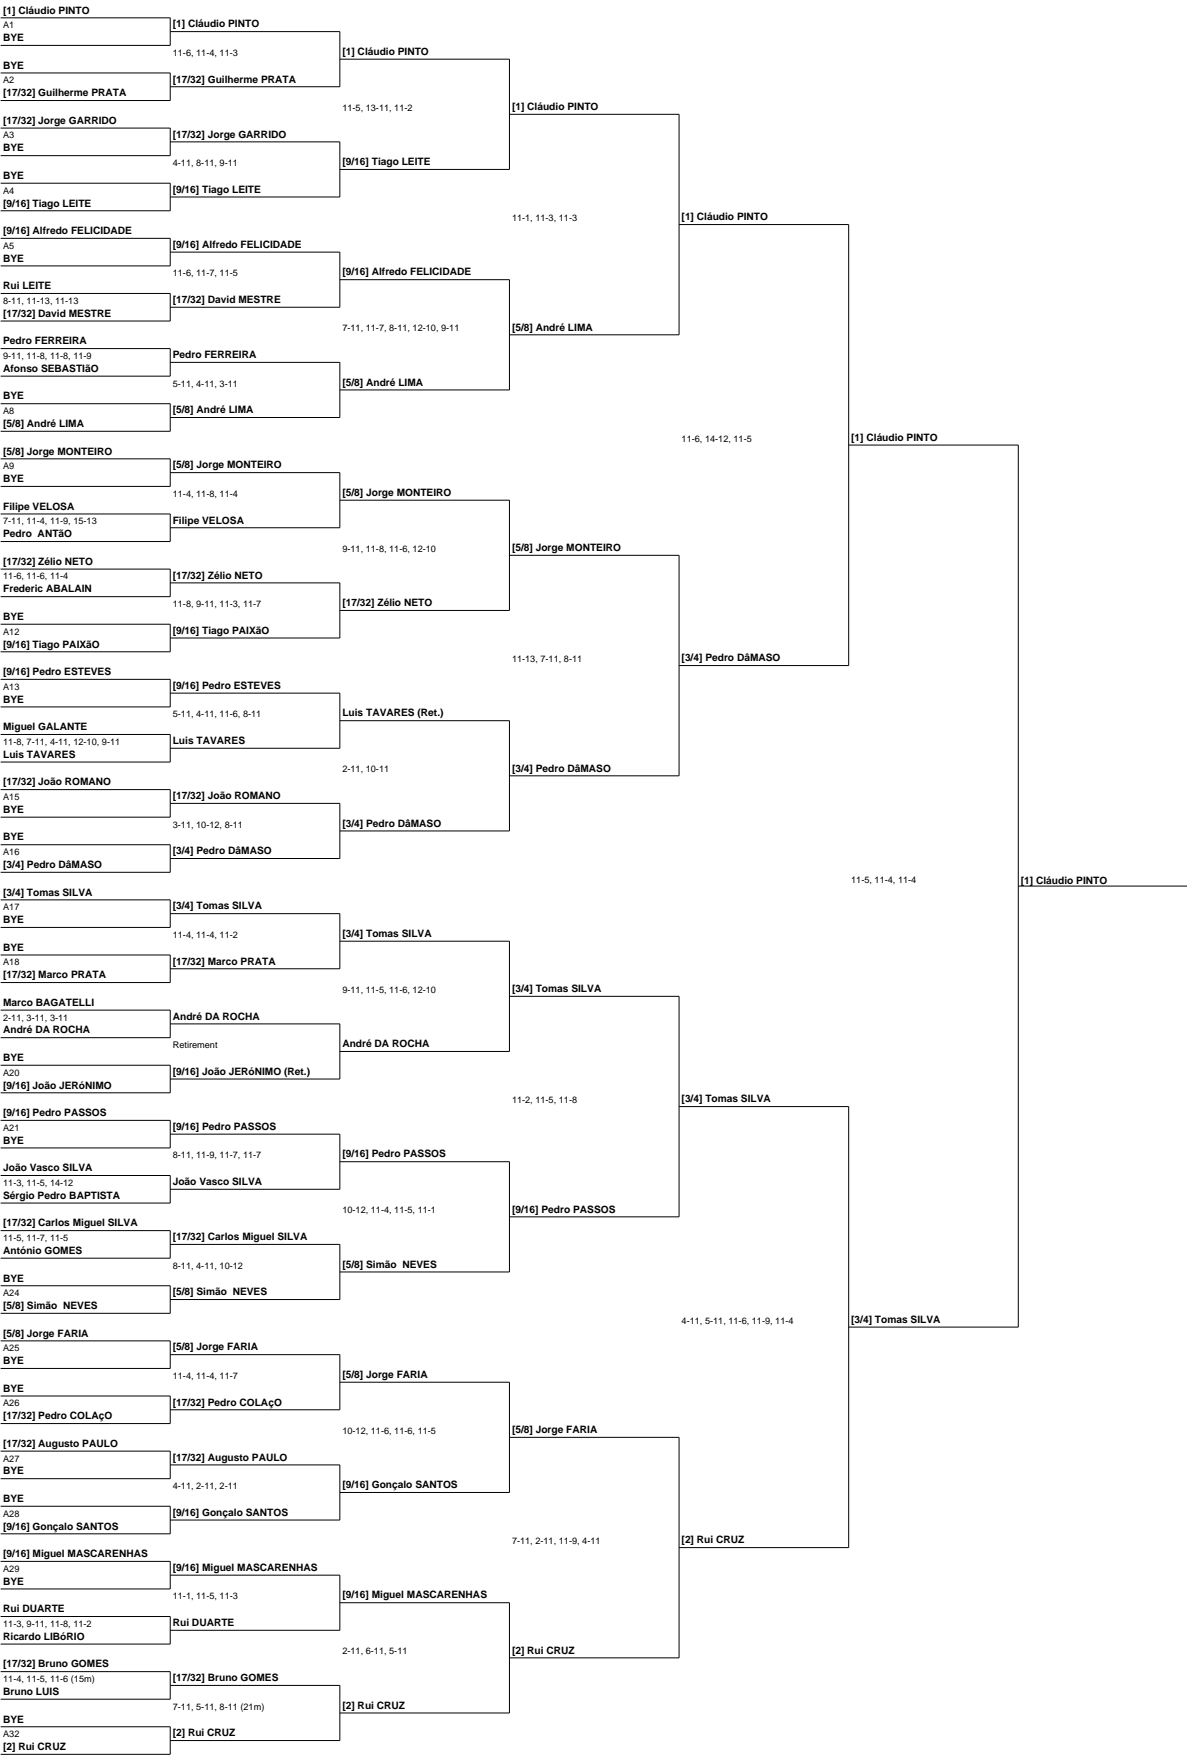 [1] Cláudio PINTO
A1
BYE
BYE
A2
[17/32] Guilherme PRATA
[17/32] Jorge GARRIDO
A3
BYE
BYE
A4
[9/16] Tiago LEITE
[9/16] Alfredo FELICIDADE
A5
BYE
Rui LEITE
8-11, 11-13, 11-13
[17/32] David MESTRE
Pedro FERREIRA
9-11, 11-8, 11-8, 11-9
Afonso SEBASTIãO
BYE
A8
[5/8] André LIMA
[5/8] Jorge MONTEIRO
A9
BYE
Filipe VELOSA
7-11, 11-4, 11-9, 15-13
Pedro  ANTãO
[17/32] Zélio NETO
11-6, 11-6, 11-4
Frederic ABALAIN
BYE
A12
[9/16] Tiago PAIXãO
[9/16] Pedro ESTEVES
A13
BYE
Miguel GALANTE
11-8, 7-11, 4-11, 12-10, 9-11
Luis TAVARES
[17/32] João ROMANO
A15
BYE
BYE
A16
[3/4] Pedro DâMASO
[3/4] Tomas SILVA
A17
BYE
BYE
A18
[17/32] Marco PRATA
Marco BAGATELLI
2-11, 3-11, 3-11
André DA ROCHA
BYE
A20
[9/16] João JERóNIMO
[9/16] Pedro PASSOS
A21
BYE
João Vasco SILVA
11-3, 11-5, 14-12
Sérgio Pedro BAPTISTA
[17/32] Carlos Miguel SILVA
11-5, 11-7, 11-5
António GOMES
BYE
A24
[5/8] Simão  NEVES
[5/8] Jorge FARIA
A25
BYE
BYE
A26
[17/32] Pedro COLAçO
[17/32] Augusto PAULO
A27
BYE
BYE
A28
[9/16] Gonçalo SANTOS
[9/16] Miguel MASCARENHAS
A29
BYE
Rui DUARTE
11-3, 9-11, 11-8, 11-2
Ricardo LIBóRIO
[17/32] Bruno GOMES
11-4, 11-5, 11-6 (15m)
Bruno LUIS
BYE
A32
[2] Rui CRUZ
[1] Cláudio PINTO
11-6, 11-4, 11-3
[17/32] Guilherme PRATA
[17/32] Jorge GARRIDO
4-11, 8-11, 9-11
[9/16] Tiago LEITE
[9/16] Alfredo FELICIDADE
11-6, 11-7, 11-5
[17/32] David MESTRE
Pedro FERREIRA
5-11, 4-11, 3-11
[5/8] André LIMA
[5/8] Jorge MONTEIRO
11-4, 11-8, 11-4
Filipe VELOSA
[17/32] Zélio NETO
11-8, 9-11, 11-3, 11-7
[9/16] Tiago PAIXãO
[9/16] Pedro ESTEVES
5-11, 4-11, 11-6, 8-11
Luis TAVARES
[17/32] João ROMANO
3-11, 10-12, 8-11
[3/4] Pedro DâMASO
[3/4] Tomas SILVA
11-4, 11-4, 11-2
[17/32] Marco PRATA
André DA ROCHA
Retirement
[9/16] João JERóNIMO (Ret.)
[9/16] Pedro PASSOS
8-11, 11-9, 11-7, 11-7
João Vasco SILVA
[17/32] Carlos Miguel SILVA
8-11, 4-11, 10-12
[5/8] Simão  NEVES
[5/8] Jorge FARIA
11-4, 11-4, 11-7
[17/32] Pedro COLAçO
[17/32] Augusto PAULO
4-11, 2-11, 2-11
[9/16] Gonçalo SANTOS
[9/16] Miguel MASCARENHAS
11-1, 11-5, 11-3
Rui DUARTE
[17/32] Bruno GOMES
7-11, 5-11, 8-11 (21m)
[2] Rui CRUZ
[1] Cláudio PINTO
11-5, 13-11, 11-2
[9/16] Tiago LEITE
[9/16] Alfredo FELICIDADE
7-11, 11-7, 8-11, 12-10, 9-11
[5/8] André LIMA
[5/8] Jorge MONTEIRO
9-11, 11-8, 11-6, 12-10
[17/32] Zélio NETO
Luis TAVARES (Ret.)
2-11, 10-11
[3/4] Pedro DâMASO
[3/4] Tomas SILVA
9-11, 11-5, 11-6, 12-10
André DA ROCHA
[9/16] Pedro PASSOS
10-12, 11-4, 11-5, 11-1
[5/8] Simão  NEVES
[5/8] Jorge FARIA
10-12, 11-6, 11-6, 11-5
[9/16] Gonçalo SANTOS
[9/16] Miguel MASCARENHAS
2-11, 6-11, 5-11
[2] Rui CRUZ
[1] Cláudio PINTO
11-1, 11-3, 11-3
[5/8] André LIMA
[5/8] Jorge MONTEIRO
11-13, 7-11, 8-11
[3/4] Pedro DâMASO
[3/4] Tomas SILVA
11-2, 11-5, 11-8
[9/16] Pedro PASSOS
[5/8] Jorge FARIA
7-11, 2-11, 11-9, 4-11
[2] Rui CRUZ
[1] Cláudio PINTO
11-6, 14-12, 11-5
[3/4] Pedro DâMASO
[3/4] Tomas SILVA
4-11, 5-11, 11-6, 11-9, 11-4
[2] Rui CRUZ
[1] Cláudio PINTO
11-5, 11-4, 11-4
[3/4] Tomas SILVA
[1] Cláudio PINTO